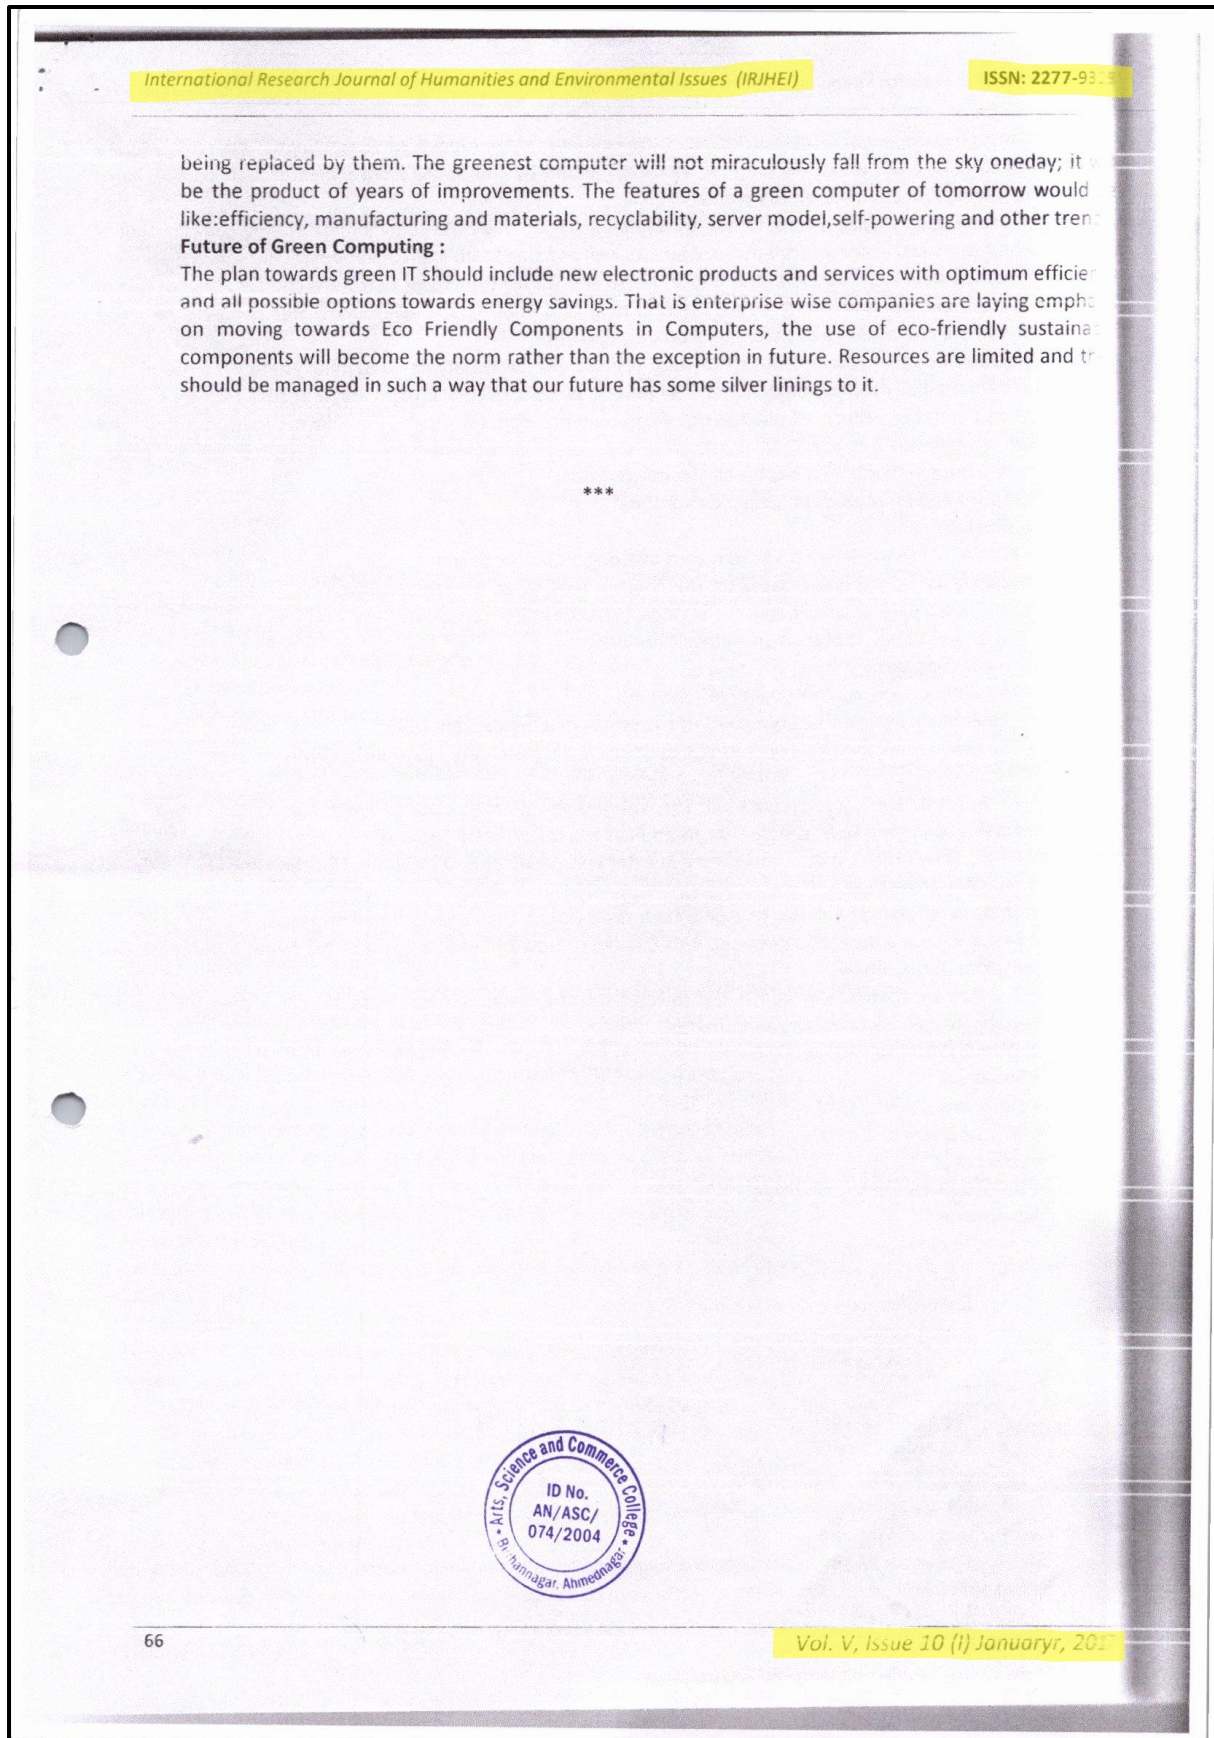 International Research Journal of Humanities and Environmental Issues (IRJHEI) ISSN: 2277-93
being replaced by them. The greenest computer will not miraculously fall from the sky oneday; it
be the product of years of improvements. The features of a green computer of tomorrow would
like:efficiency, manufacturing and materials, recyclability, server model,self-powering and other tren
Future of Green Computing :
The plan towards green IT should include new electronic products and services with optimum efficie
and all possible options towards energy savings. That is enterprise wise companies are laying emph
on moving towards Eco Friendly Components in Computers, the use of eco-friendly sustaina
components will become the norm rather than the exception in future. Resources are limited and
should be managed in such a way that our future has some silver linings to it.
***
Arts, Science and Commerce College
ID No.
AN/ASC/
074/2004
Ahmednagar
66 Vol. V, Issue 10 (I) Januaryr,